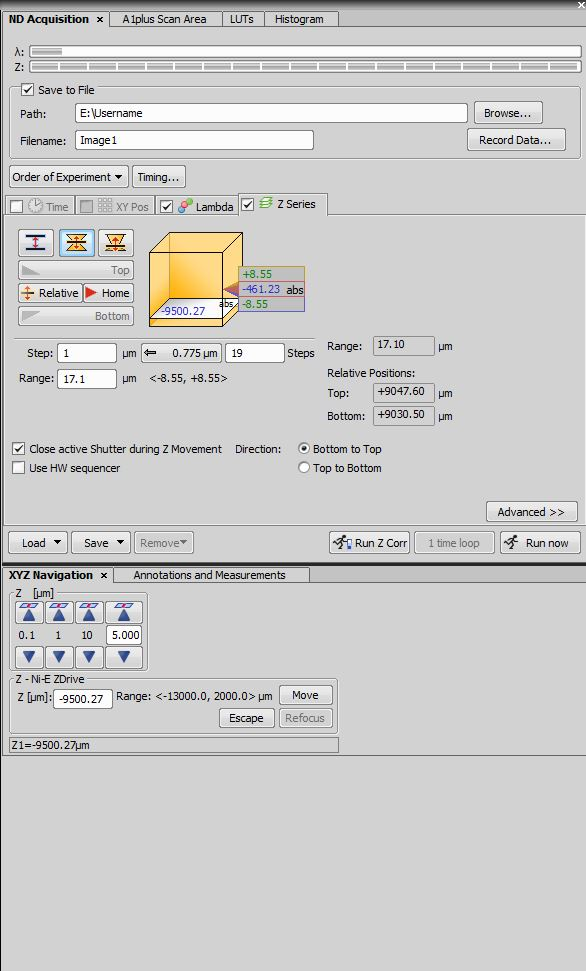 ND Acquisition × A1plus Scan Area LUTs Histogram
λ:
Z:
Save to File
Path: E:\Username Browse...
Filename: Image1 Record Data...
Order of Experiment Timing...
Time XY Pos Lambda Z Series
Top
Relative Home
Bottom
+8.55
-461.23 abs
-8.55
abs
-9500.27
Step: 1 µm 0.775 µm 19 Steps
Range: 17.1 µm <-8.55, +8.55>
Range: 17.10 µm
Relative Positions:
Top: +9047.60 µm
Bottom: +9030.50 µm
Close active Shutter during Z Movement Direction: Bottom to Top
Use HW sequencer Top to Bottom
Advanced >>
Load Save Remove Run Z Corr 1 time loop Run now
XYZ Navigation × Annotations and Measurements
Z [µm]
0.1 1 10 5.000
Z - Ni-E ZDrive
Z [µm]: -9500.27 Range: <-13000.0, 2000.0> µm Move
Escape Refocus
Z1=-9500.27µm